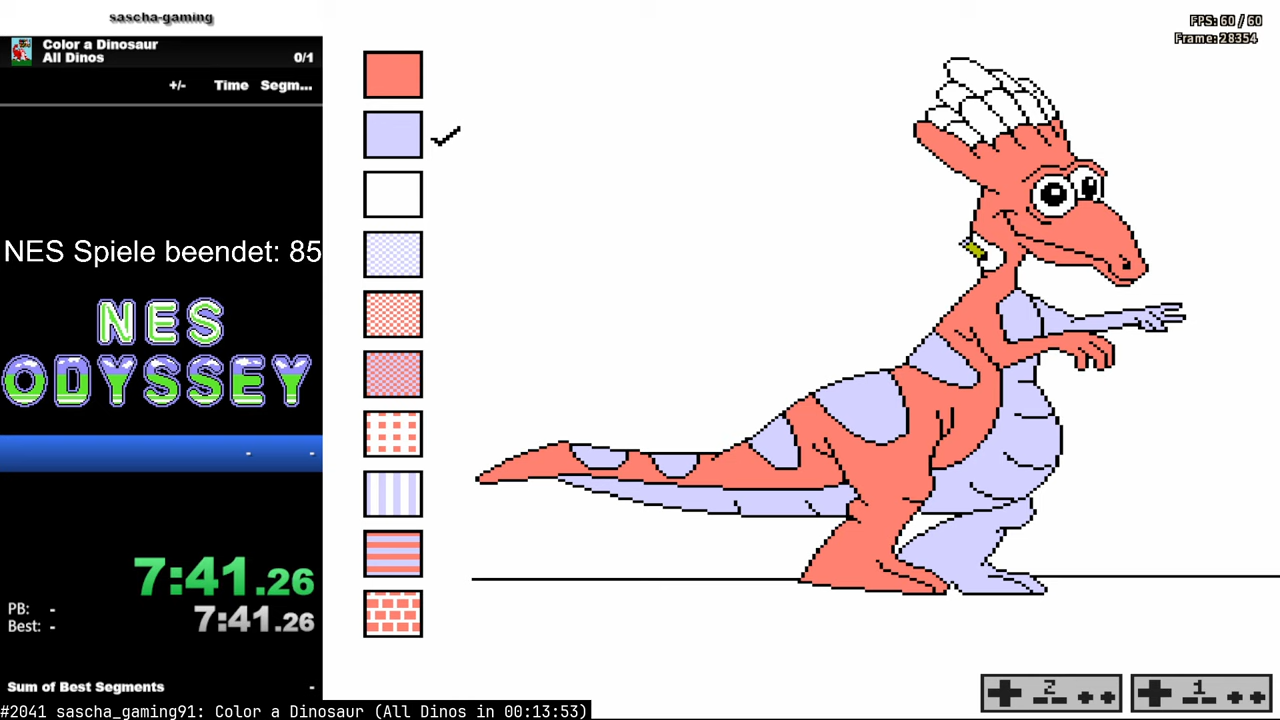 sascha-gaming
Color a Dinosaur
All Dinos 0/1
+/- Time Segm...
NES Spiele beendet: 85
NES
ODYSSEY
- -
7:41.26
PB: - 7:41.26
Best: -
Sum of Best Segments -
#2041 sascha_gaming91: Color a Dinosaur (All Dinos in 00:13:53)
FPS: 60 / 60
Frame: 28354
2 1